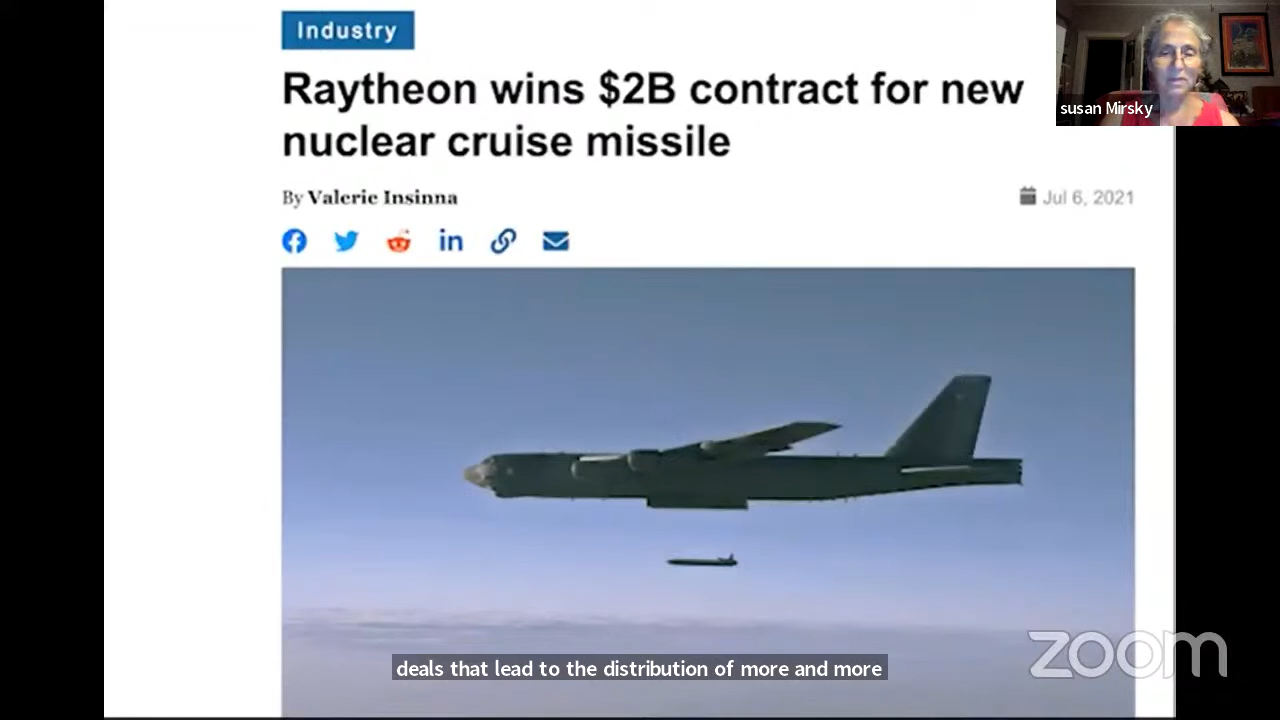 Industry
Raytheon wins $2B contract for new
nuclear cruise missile
By Valerie Insinna
Jul 6, 2021
susan Mirsky
deals that lead to the distribution of more and more
zoom